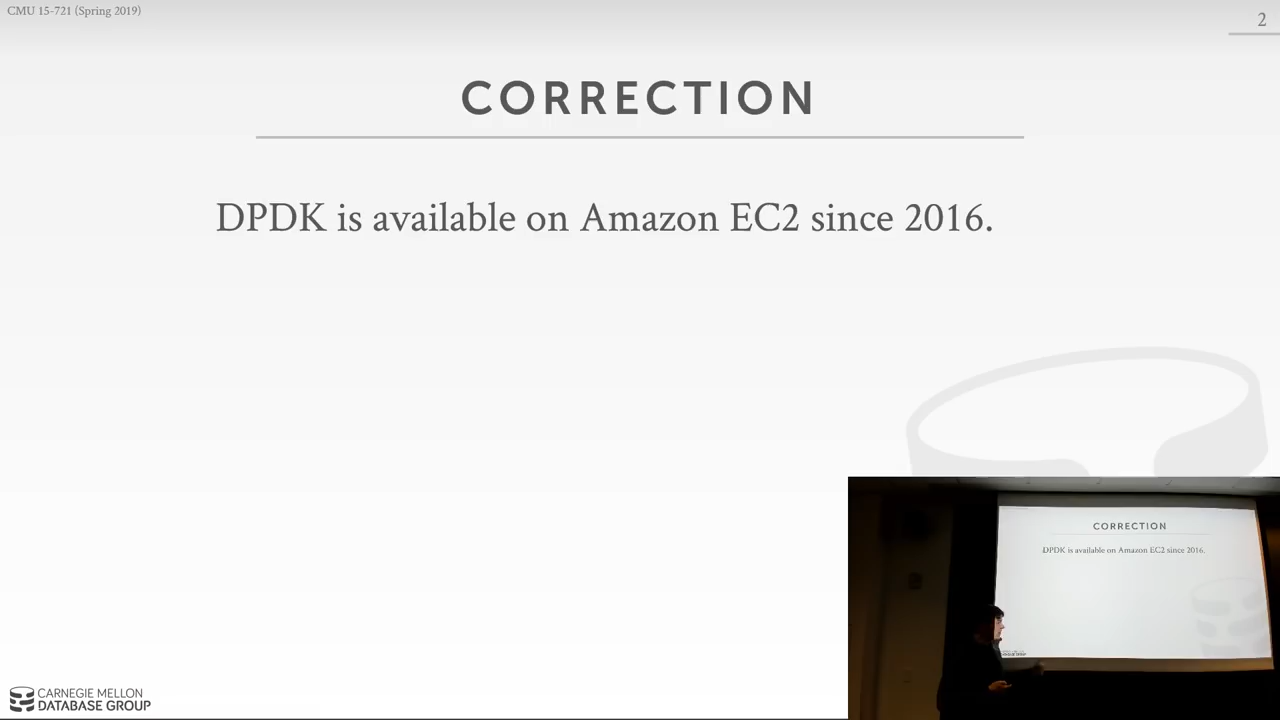 CMU 15-721 (Spring 2019)
2
CORRECTION
DPDK is available on Amazon EC2 since 2016.
CORRECTION
DPDK is available on Amazon EC2 since 2016.
CARNEGIE MELLON
DATABASE GROUP